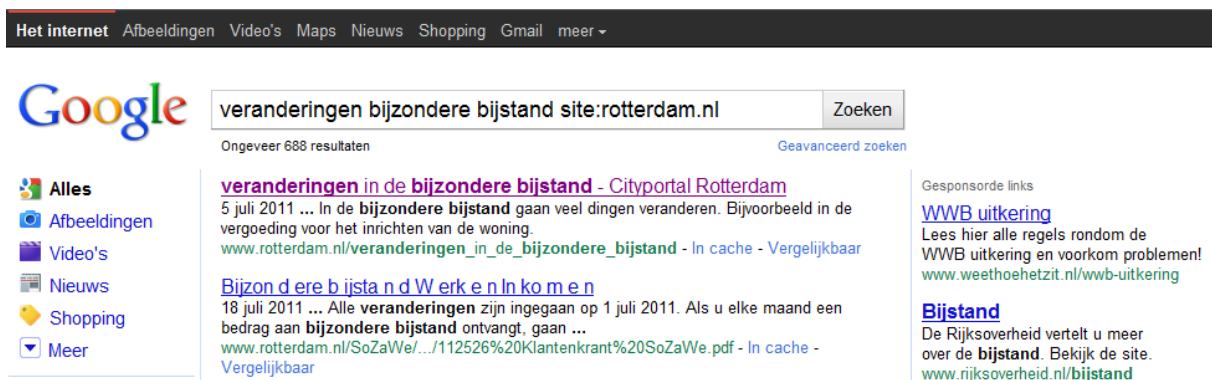 Het internet Afbeeldingen Video's Maps Nieuws Shopping Gmail meer
Google
veranderingen bijzondere bijstand site:rotterdam.nl
Zoeken
Ongeveer 688 resultaten
Geavanceerd zoeken
Alles
Afbeeldingen
Video's
Nieuws
Shopping
Meer
veranderingen in de bijzondere bijstand - Cityportal Rotterdam
5 juli 2011 ... In de bijzondere bijstand gaan veel dingen veranderen. Bijvoorbeeld in de
vergoeding voor het inrichten van de woning.
www.rotterdam.nl/veranderingen_in_de_bijzondere_bijstand - In cache - Vergelijkbaar
Bijzon d ere b ijsta n d W erk e n In ko m e n
18 juli 2011 ... Alle veranderingen zijn ingegaan op 1 juli 2011. Als u elke maand een
bedrag aan bijzondere bijstand ontvangt, gaan ...
www.rotterdam.nl/SoZaWe/.../112526%20Klantenkrant%20SoZaWe.pdf - In cache -
Vergelijkbaar
Gesponsorde links
WWB uitkering
Lees hier alle regels rondom de
WWB uitkering en voorkom problemen!
www.weethoehetzit.nl/wwb-uitkering
Bijstand
De Rijksoverheid vertelt u meer
over de bijstand. Bekijk de site.
www.rijksoverheid.nl/bijstand